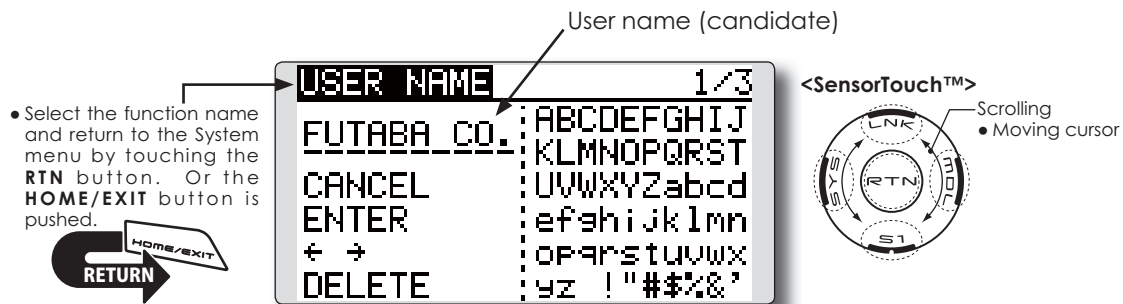 User name (candidate)
• Select the function name
and return to the System
menu by touching the
RTN button. Or the
HOME/EXIT button is
pushed.
HOME/EXIT
RETURN
USER NAME 1/3
FUTABA CO.
CANCEL
ENTER
← →
DELETE
ABCDEFGHIJ
KLMNOPQRST
UVWXYZabcd
efghijklmn
opqrstuvwx
yz !"#$%&'
<SensorTouch™>
LNK
SYS
RTN
MDL
S1
Scrolling
• Moving cursor